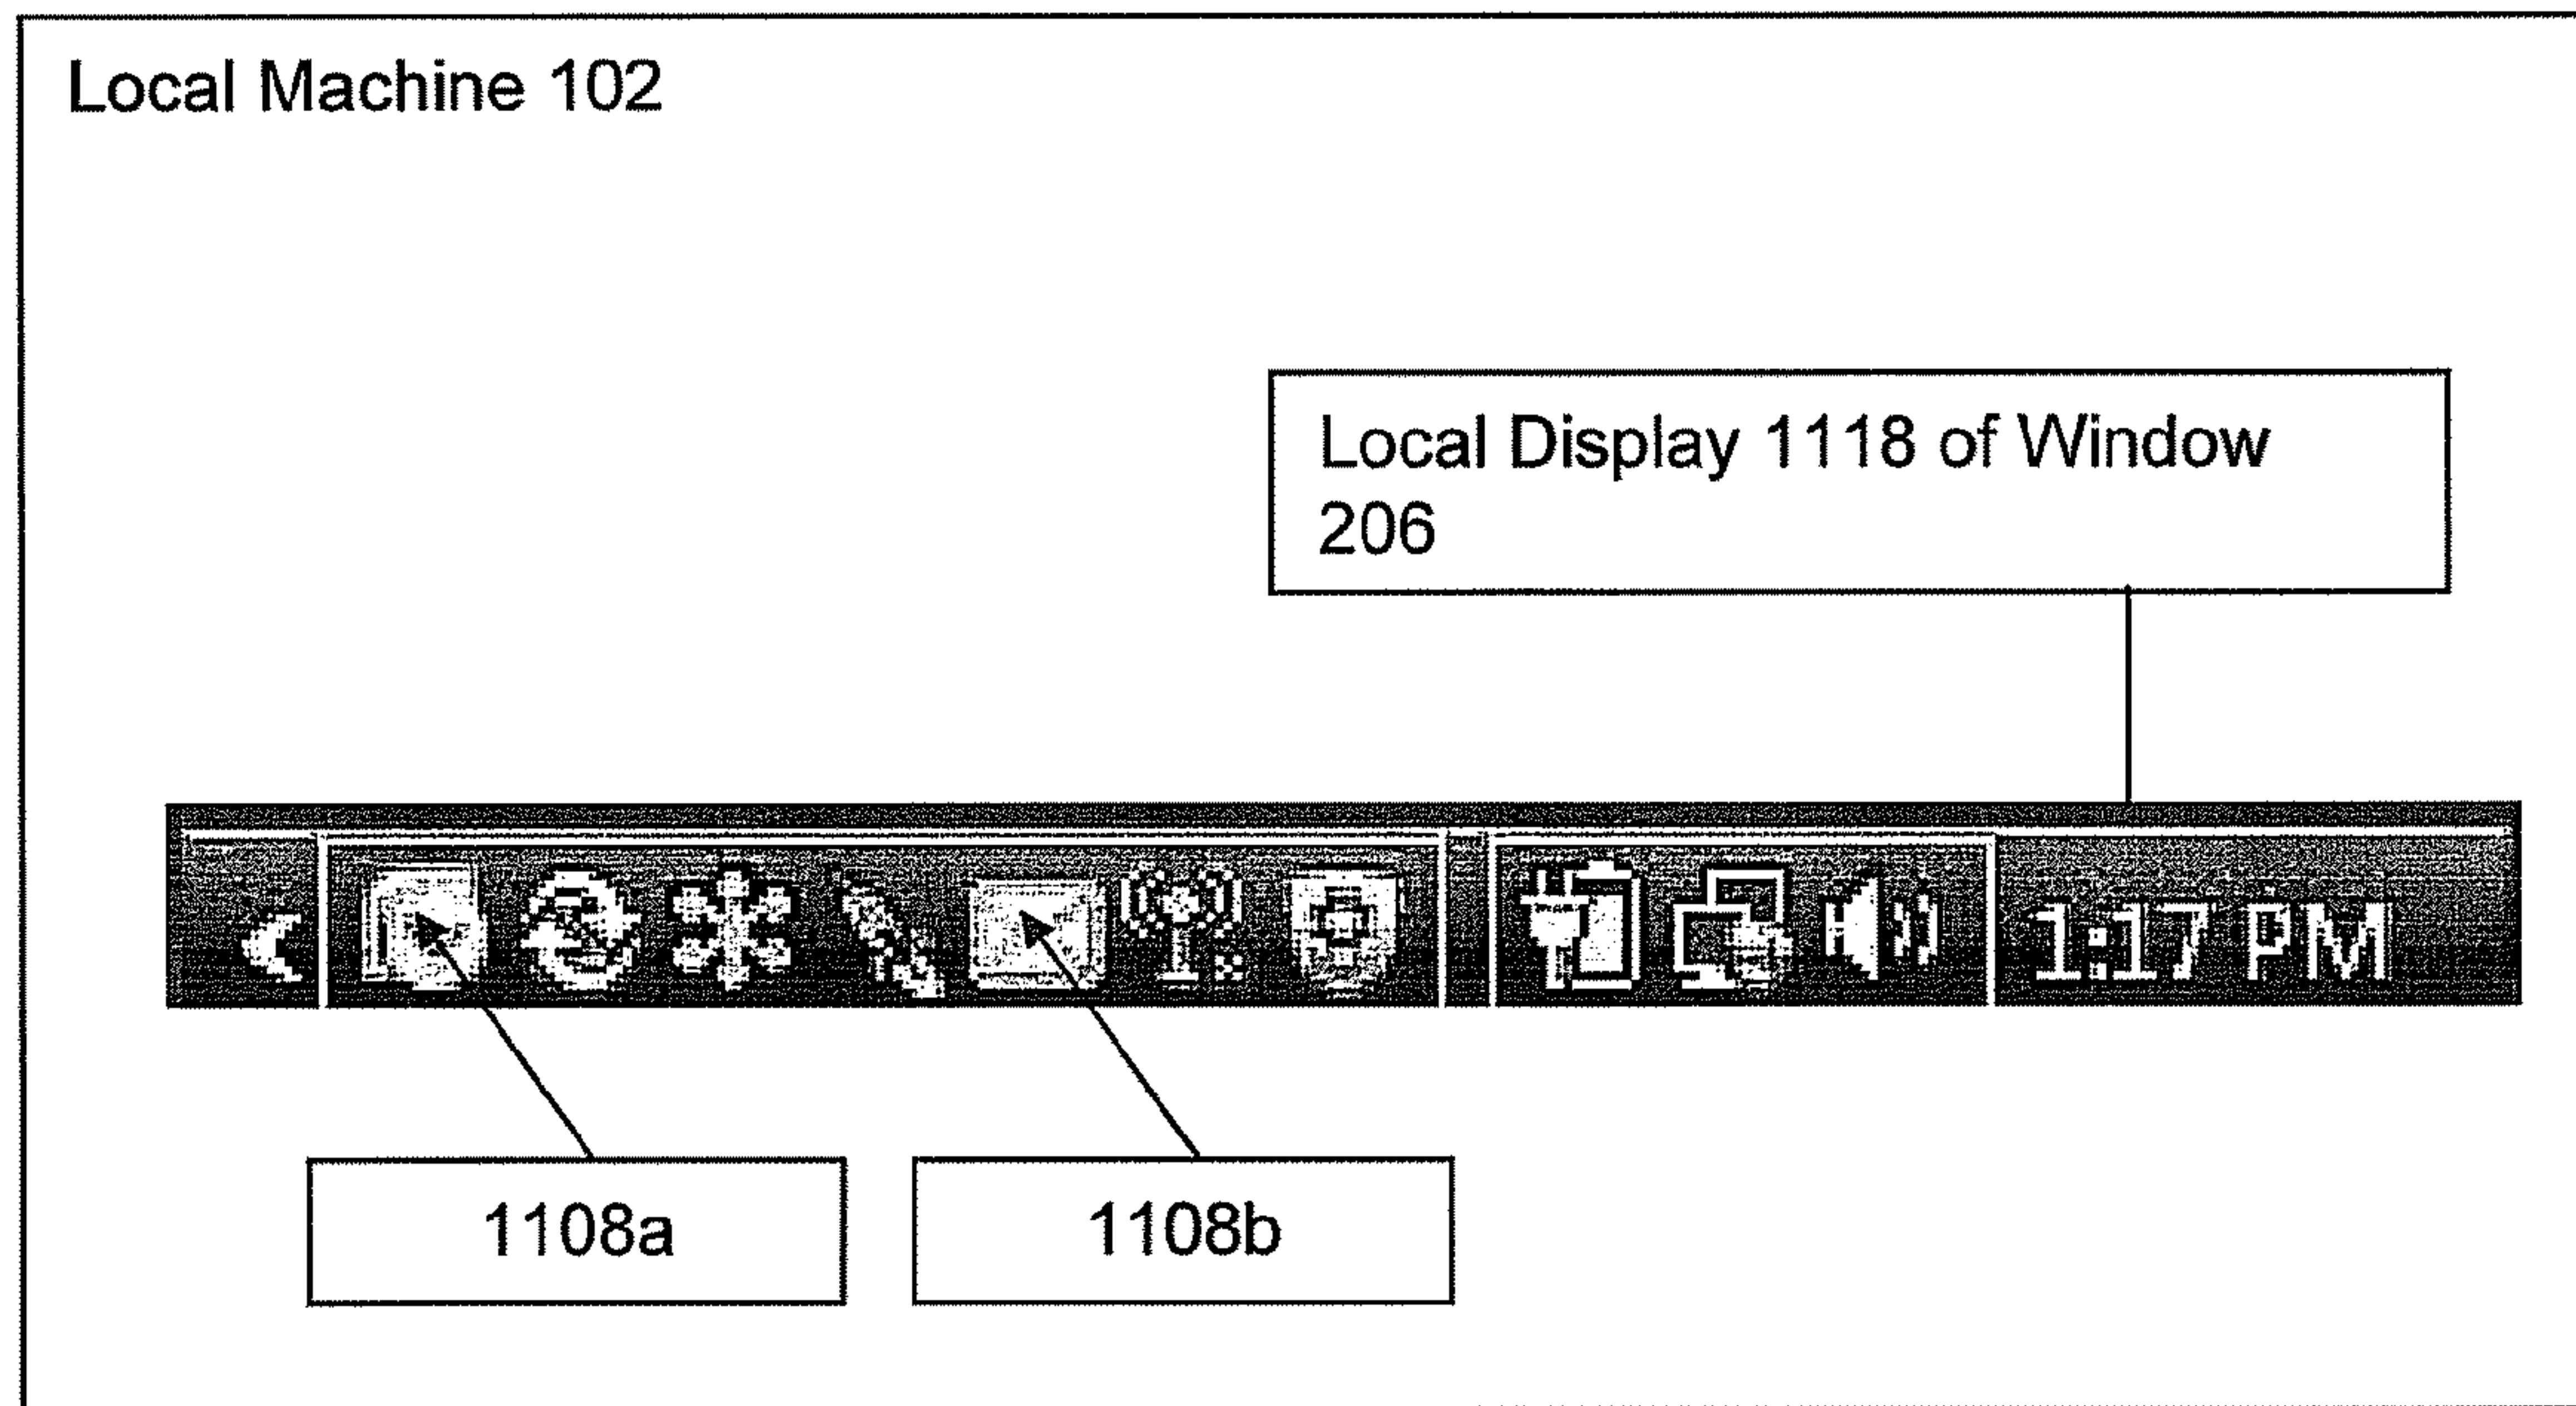 Local Machine 102
Local Display 1118 of Window
206
1:17 PM
1108a
1108b